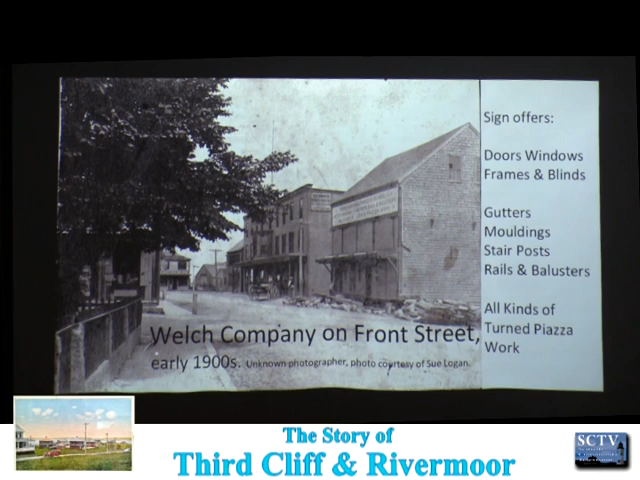 Sign offers:
Doors Windows
Frames & Blinds
Gutters
Mouldings
Stair Posts
Rails & Balusters
All Kinds of
Turned Piazza
Work
Welch Company on Front Street,
early 1900s. Unknown photographer, photo courtesy of Sue Logan.
The Story of
Third Cliff & Rivermoor
SCTV